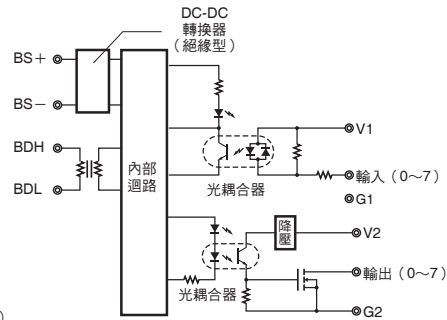 DC-DC
轉換器
（絕緣型）
BS＋
BS－
BDH
BDL
內部
迴路
光耦合器
V1
輸入（0～7）
G1
降壓
V2
光耦合器
輸出（0～7）
G2
）